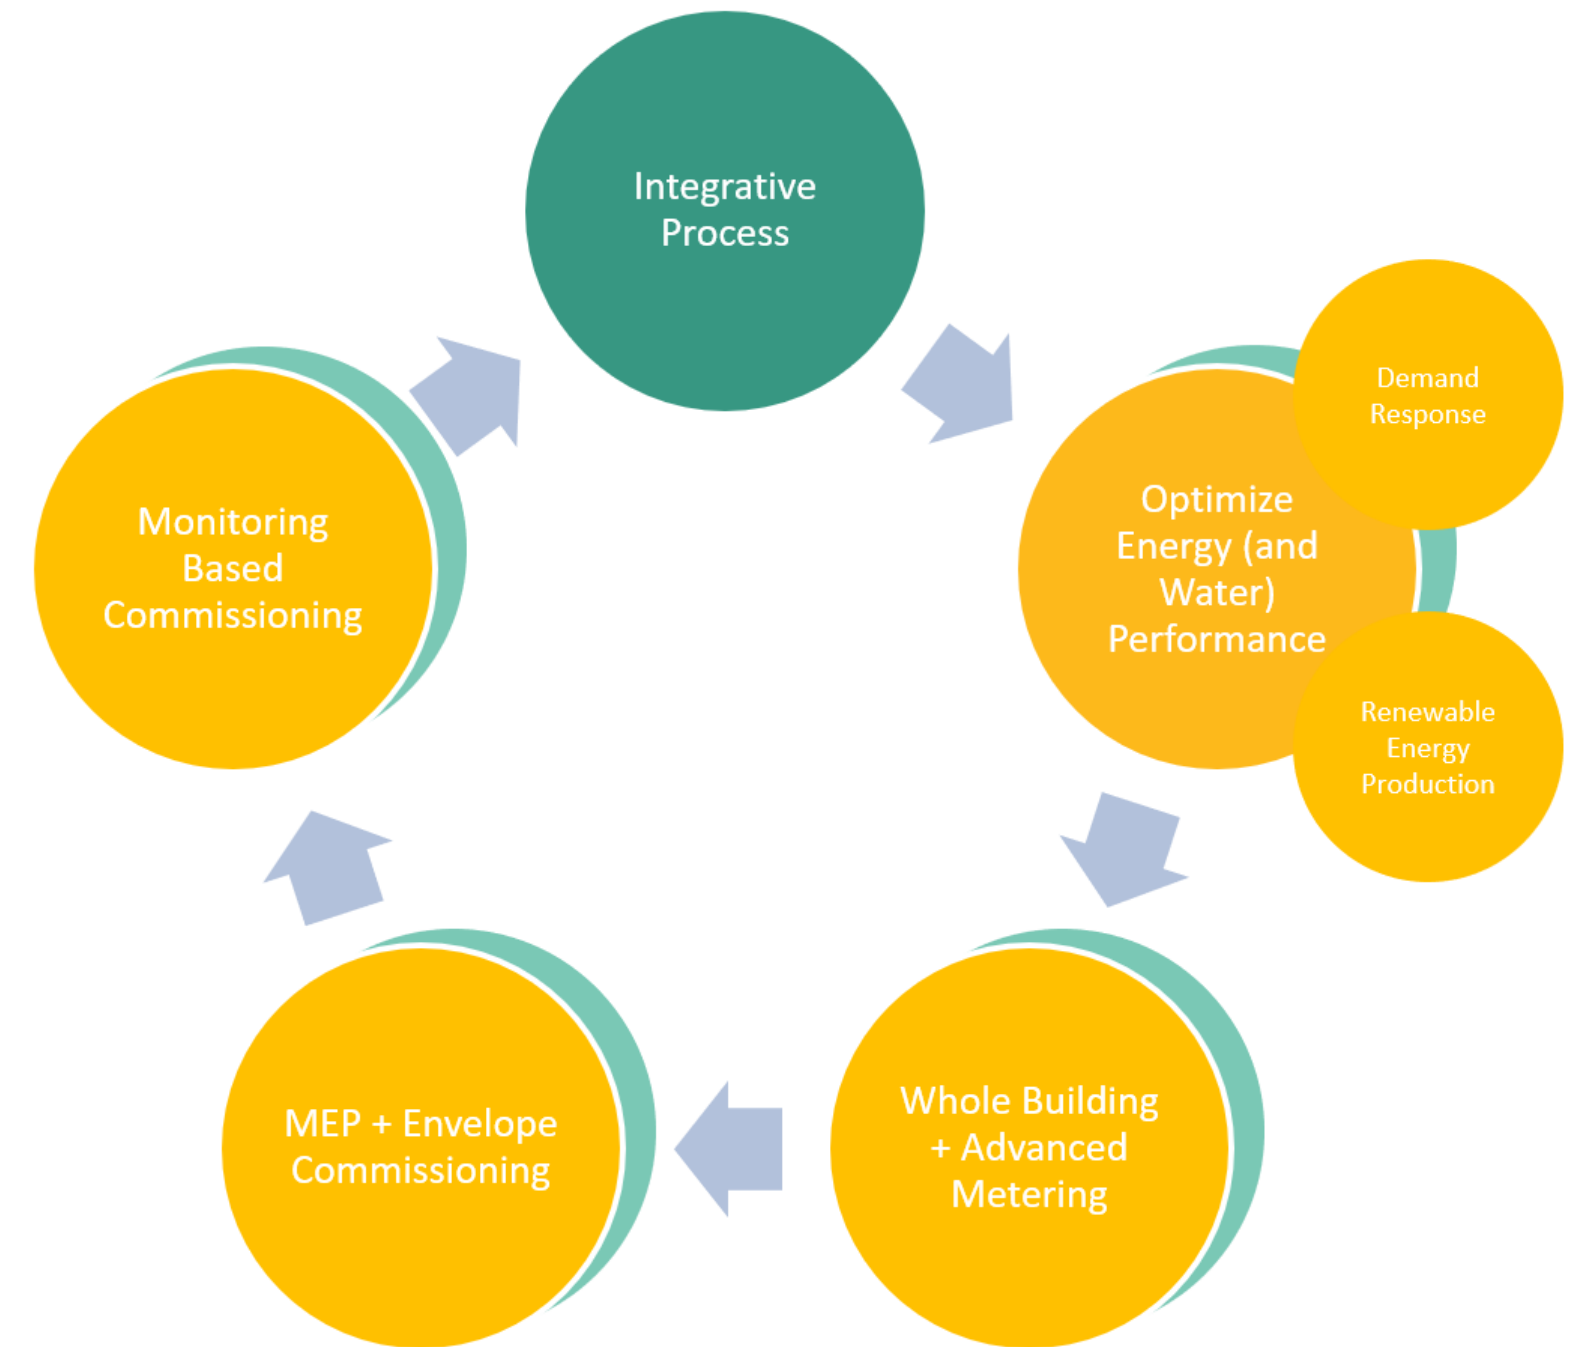 Integrative
Process
Demand
Response
Optimize
Energy (and
Water)
Performance
Renewable
Energy
Production
Whole Building
+ Advanced
Metering
MEP + Envelope
Commissioning
Monitoring
Based
Commissioning